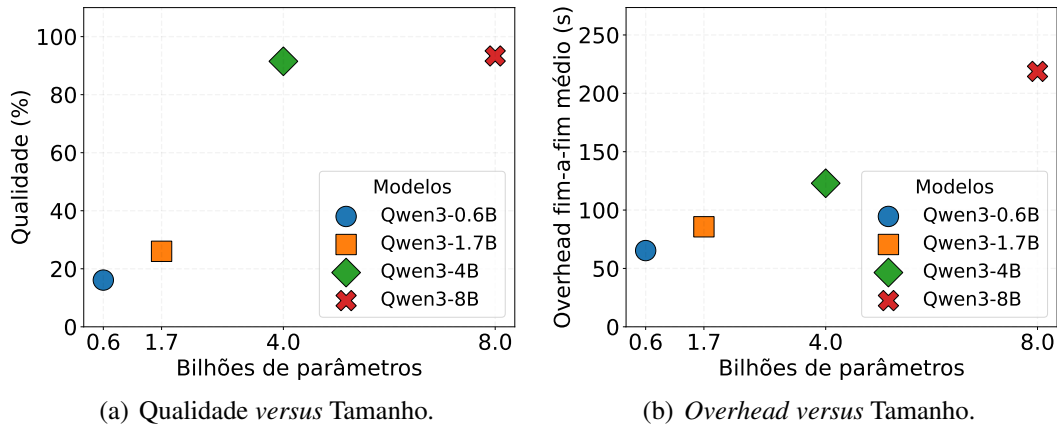 Qualidade (%)
100
80
60
40
20
0
0.6 1.7 4.0 8.0
Bilhões de parâmetros
Modelos
Qwen3-0.6B
Qwen3-1.7B
Qwen3-4B
Qwen3-8B
(a) Qualidade versus Tamanho.
Overhead fim-a-fim médio (s)
250
200
150
100
50
0
0.6 1.7 4.0 8.0
Bilhões de parâmetros
Modelos
Qwen3-0.6B
Qwen3-1.7B
Qwen3-4B
Qwen3-8B
(b) Overhead versus Tamanho.